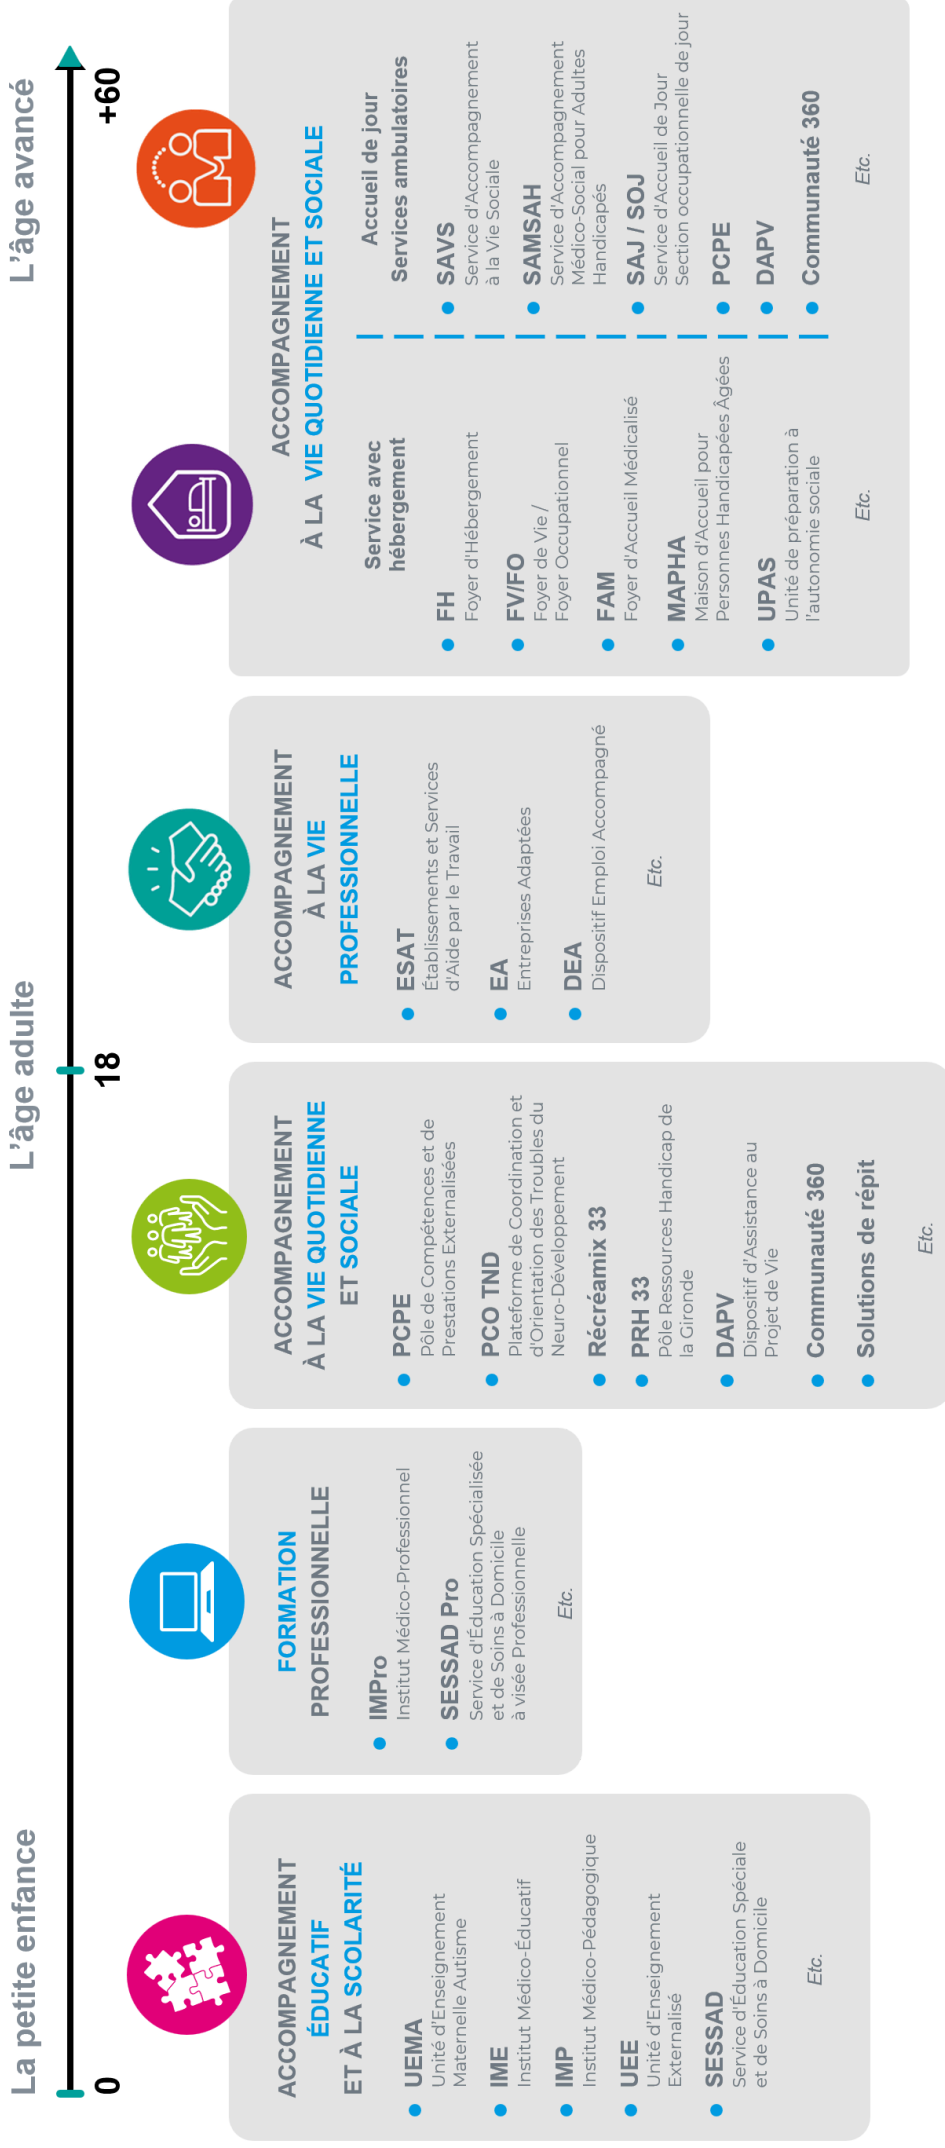 La petite enfance
L'âge adulte
L'âge avancé
0
18
+60
ACCOMPAGNEMENT
ÉDUCATIF
ET À LA SCOLARITÉ
UEMA
Unité d'Enseignement
Maternelle Autisme
IME
Institut Médico-Éducatif
IMP
Institut Médico-Pédagogique
UEE
Unité d'Enseignement
Externalisé
SESSAD
Service d'Éducation Spéciale
et de Soins à Domicile
Etc.
FORMATION
PROFESSIONNELLE
IMPro
Institut Médico-Professionnel
SESSAD Pro
Service d'Éducation Spécialisée
et de Soins à Domicile
à visée Professionnelle
Etc.
ACCOMPAGNEMENT
À LA VIE QUOTIDIENNE
ET SOCIALE
PCPE
Pôle de Compétences et de
Prestations Externalisées
PCO TND
Plateforme de Coordination et
d'Orientation des Troubles du
Neuro-Développement
Récréamix 33
PRH 33
Pôle Ressources Handicap de
la Gironde
DAPV
Dispositif d'Assistance au
Projet de Vie
Communauté 360
Solutions de répit
Etc.
ACCOMPAGNEMENT
À LA VIE
PROFESSIONNELLE
ESAT
Établissements et Services
d'Aide par le Travail
EA
Entreprises Adaptées
DEA
Dispositif Emploi Accompagné
Etc.
ACCOMPAGNEMENT
À LA VIE QUOTIDIENNE ET SOCIALE
Service avec
hébergement
FH
Foyer d'Hébergement
FV/FO
Foyer de Vie /
Foyer Occupationnel
FAM
Foyer d'Accueil Médicalisé
MAPHA
Maison d'Accueil pour
Personnes Handicapées Âgées
UPAS
Unité de préparation à
l'autonomie sociale
Etc.
Accueil de jour
Services ambulatoires
SAVS
Service d'Accompagnement
à la Vie Sociale
SAMSAH
Service d'Accompagnement
Médico-Social pour Adultes
Handicapés
SAJ / SOJ
Service d'Accueil de Jour
Section occupationnelle de jour
PCPE
DAPV
Communauté 360
Etc.